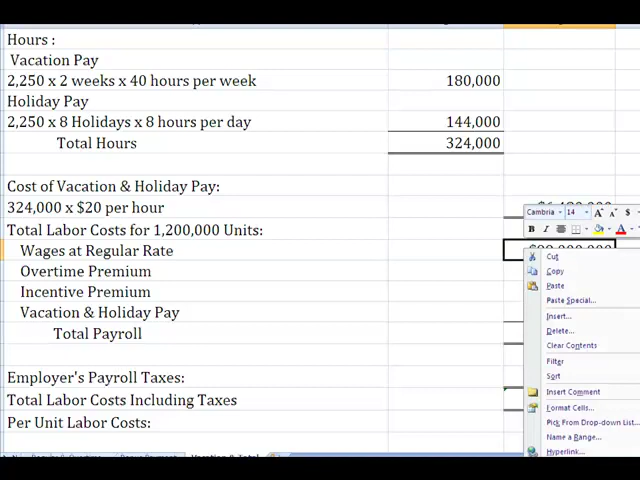 Hours :
Vacation Pay
2,250 x 2 weeks x 40 hours per week 180,000
Holiday Pay
2,250 x 8 Holidays x 8 hours per day 144,000
Total Hours 324,000
Cost of Vacation & Holiday Pay:
324,000 x $20 per hour
Cambria 14 A A $
Total Labor Costs for 1,200,000 Units:
B I A
Wages at Regular Rate
Cut
Overtime Premium
Copy
Paste
Incentive Premium
Paste Special...
Vacation & Holiday Pay
Insert...
Total Payroll
Delete...
Clear Contents
Filter
Employer's Payroll Taxes:
Sort
Total Labor Costs Including Taxes
Insert Comment
Format Cells...
Per Unit Labor Costs:
Pick From Drop-down List...
Name a Range...
Hyperlink...